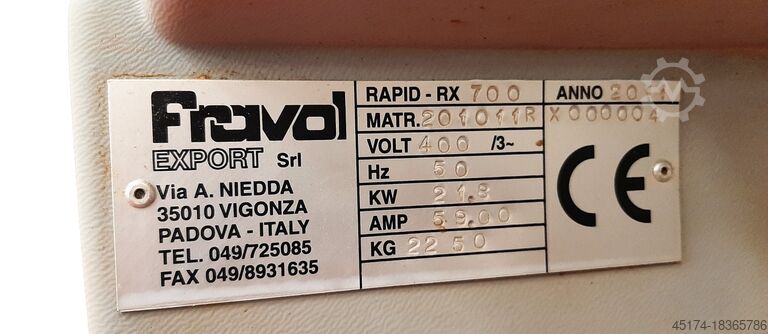 Fravol
EXPORT Srl
Via A. NIEDDA
35010 VIGONZA
PADOVA - ITALY
TEL. 049/725085
FAX 049/8931635
RAPID - RX 700
MATR. 201011R
VOLT 400 /3~
Hz 50
KW 21.8
AMP 59.00
KG 2250
ANNO
X000004
CE
45174-18365786